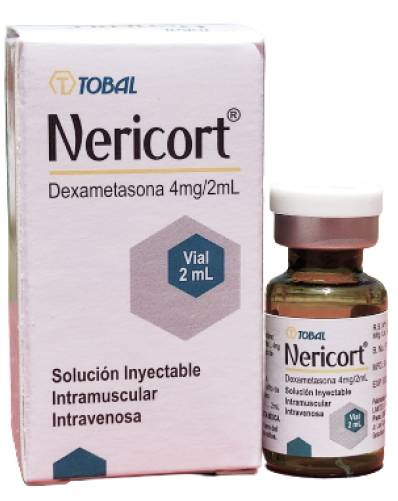 TOBAL
Nericort®
Dexametasona 4mg/2mL
Vial
2 mL
Solución Inyectable
Intramuscular
Intravenosa
TOBAL
Nericort®
Dexametasona 4mg/2mL
Solución Inyectable
Intramuscular
Intravenosa
Vial
2 mL